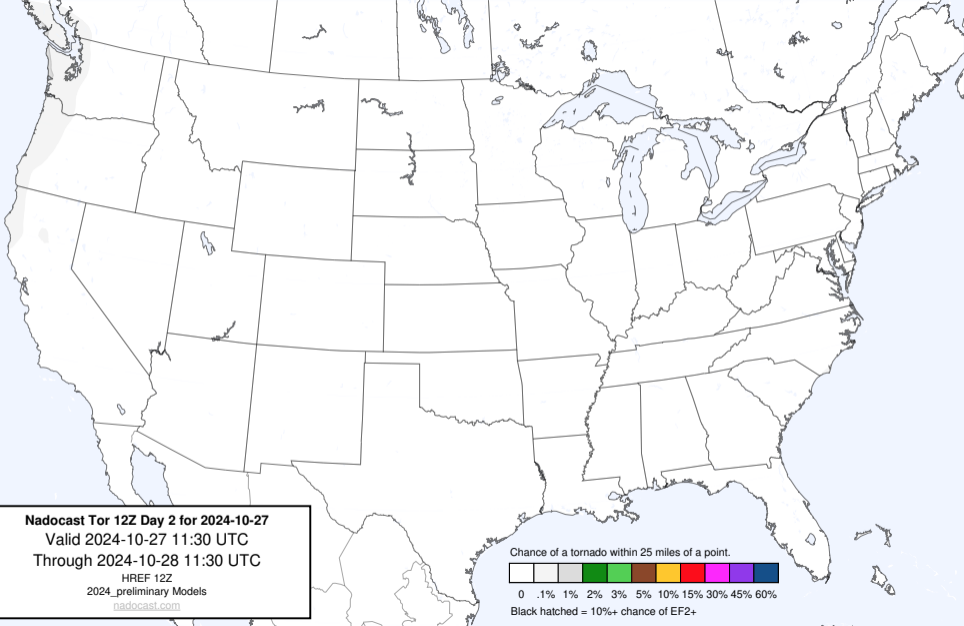 Nadocast Tor 12Z Day 2 for 2024-10-27
Valid 2024-10-27 11:30 UTC
Through 2024-10-28 11:30 UTC
HREF 12Z
2024_preliminary Models
nadocast.com
Chance of a tornado within 25 miles of a point.
0 .1% 1% 2% 3% 5% 10% 15% 30% 45% 60%
Black hatched = 10%+ chance of EF2+